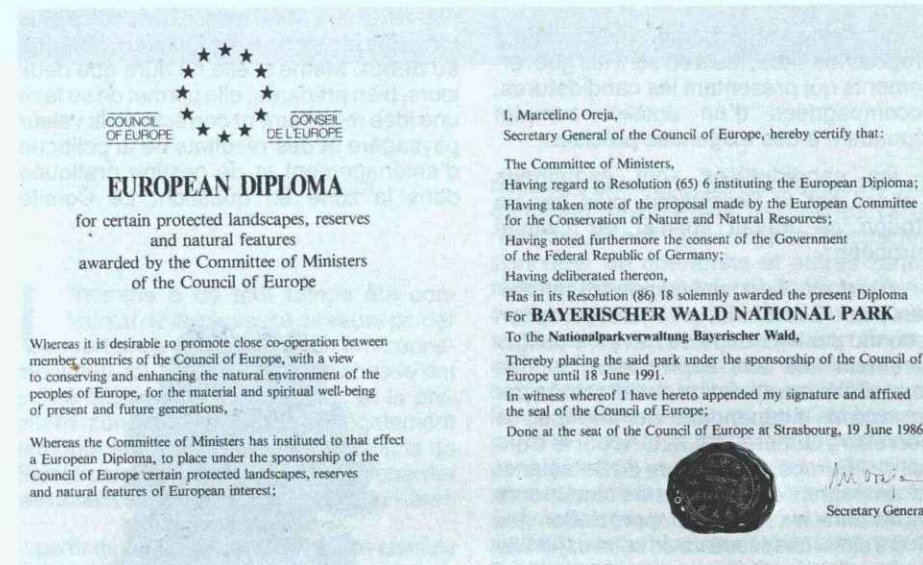 COUNCIL
OF EUROPE
CONSEIL
DE L'EUROPE
EUROPEAN DIPLOMA
for certain protected landscapes, reserves
and natural features
awarded by the Committee of Ministers
of the Council of Europe
Whereas it is desirable to promote close co-operation between
member countries of the Council of Europe, with a view
to conserving and enhancing the natural environment of the
peoples of Europe, for the material and spiritual well-being
of present and future generations,
Whereas the Committee of Ministers has instituted to that effect
a European Diploma, to place under the sponsorship of the
Council of Europe certain protected landscapes, reserves
and natural features of European interest;
I, Marcelino Oreja,
Secretary General of the Council of Europe, hereby certify that:
The Committee of Ministers,
Having regard to Resolution (65) 6 instituting the European Diploma;
Having taken note of the proposal made by the European Committee
for the Conservation of Nature and Natural Resources;
Having noted furthermore the consent of the Government
of the Federal Republic of Germany;
Having deliberated thereon,
Has in its Resolution (86) 18 solemnly awarded the present Diploma
For BAYERISCHER WALD NATIONAL PARK
To the Nationalparkverwaltung Bayerischer Wald,
Thereby placing the said park under the sponsorship of the Council of
Europe until 18 June 1991.
In witness whereof I have hereto appended my signature and affixed
the seal of the Council of Europe;
Done at the seat of the Council of Europe at Strasbourg, 19 June 1986
Secretary Genera